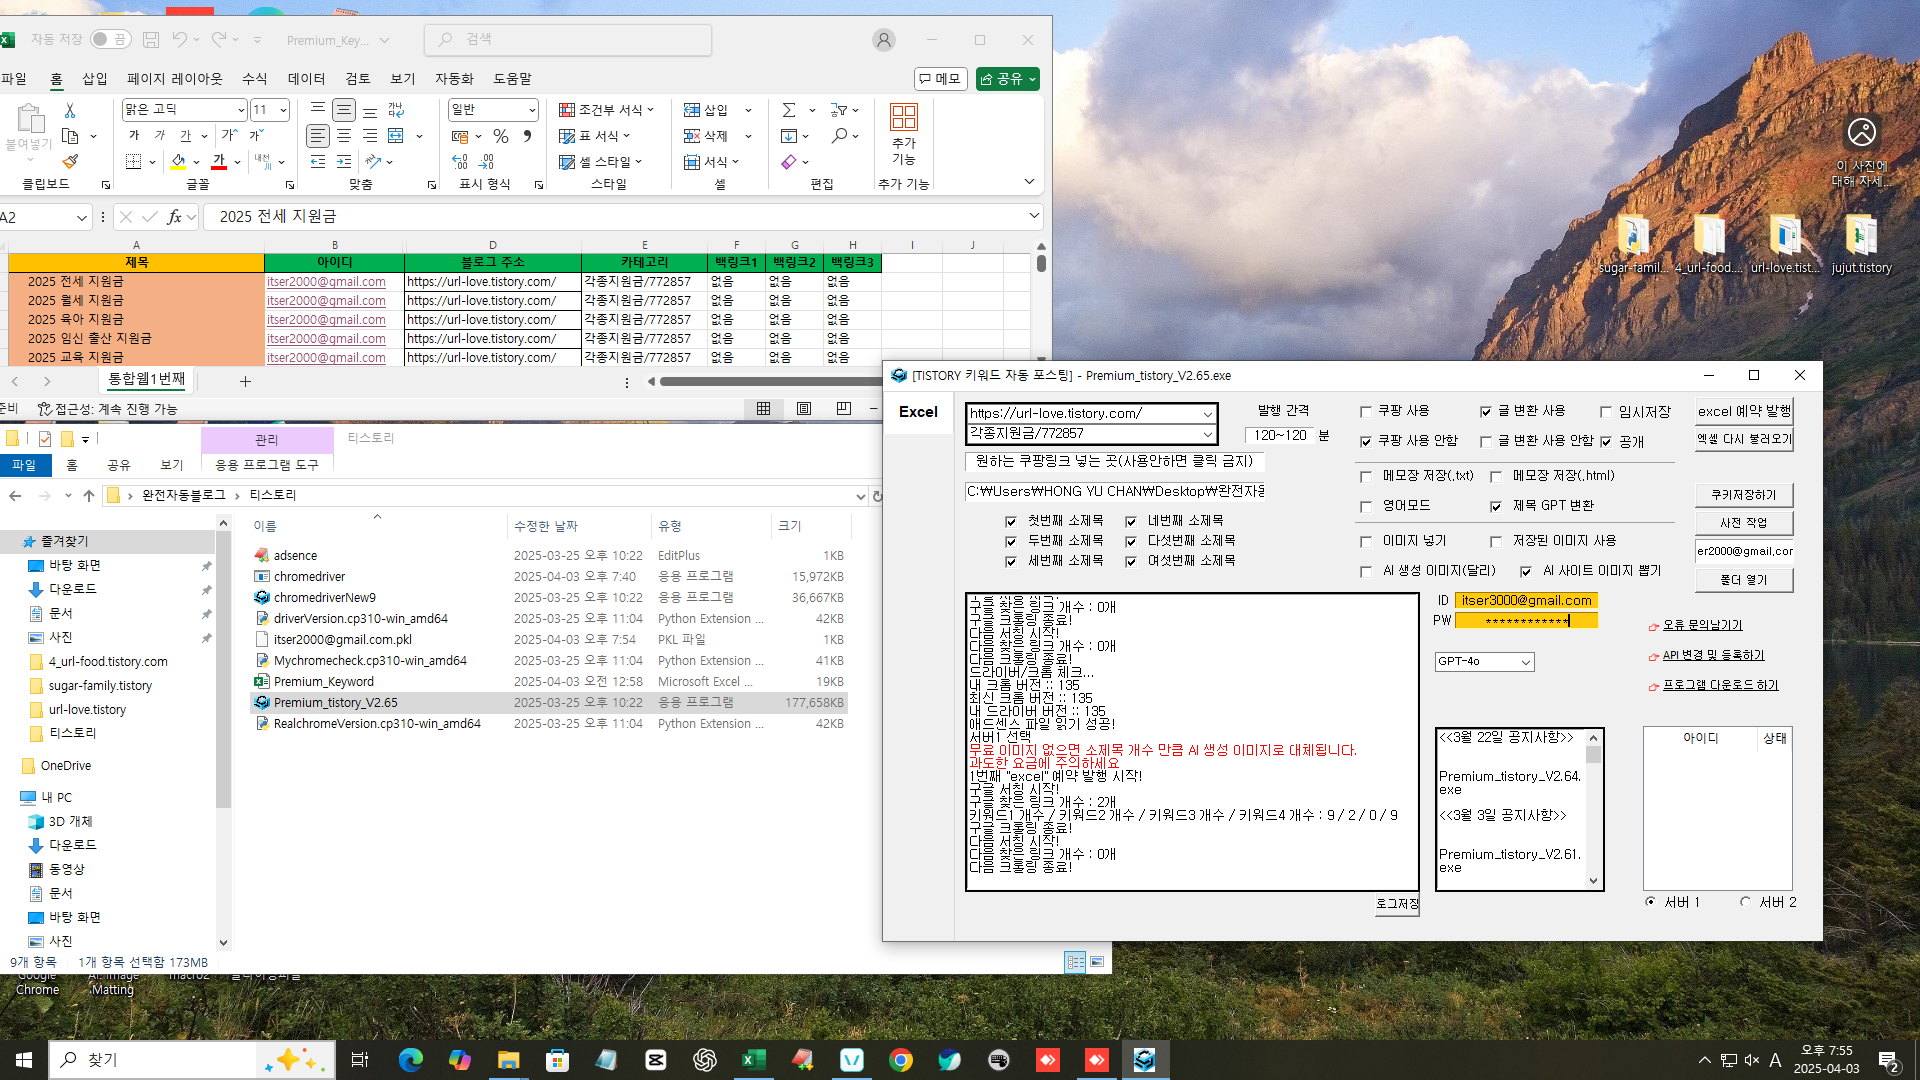 자동 저장 끔 Premium_Key... 검색
파일 홈 삽입 페이지 레이아웃 수식 데이터 검토 보기 자동화 도움말 메모 공유
붙여넣기
맑은 고딕 11
일반
조건부 서식
표 서식
셀 스타일
삽입
삭제
서식
추가 기능
클립보드 글꼴 맞춤 표시 형식 스타일 셀 편집 추가 기능
A2 fx 2025 전세 지원금
A B D E F G H I J
제목 아이디 블로그 주소 카테고리 백링크1 백링크2 백링크3
2025 전세 지원금 itser2000@gmail.com https://url-love.tistory.com/ 각종지원금/772857 없음 없음 없음
2025 월세 지원금 itser2000@gmail.com https://url-love.tistory.com/ 각종지원금/772857 없음 없음 없음
2025 육아 지원금 itser2000@gmail.com https://url-love.tistory.com/ 각종지원금/772857 없음 없음 없음
2025 임신 출산 지원금 itser2000@gmail.com https://url-love.tistory.com/ 각종지원금/772857 없음 없음 없음
2025 교육 지원금 itser2000@gmail.com https://url-love.tistory.com/ 각종지원금/772857 없음 없음 없음
통합웹1번째
준비 접근성: 계속 진행 가능
관리 티스토리
파일 홈 공유 보기 응용 프로그램 도구
완전자동블로그 > 티스토리
이름 수정한 날짜 유형 크기
adsence 2025-03-25 오후 10:22 EditPlus 1KB
chromedriver 2025-04-03 오후 7:40 응용 프로그램 15,972KB
chromedriverNew9 2025-03-25 오후 10:22 응용 프로그램 36,667KB
driverVersion.cp310-win_amd64 2025-03-25 오후 11:04 Python Extension ... 42KB
itser2000@gmail.com.pkl 2025-04-03 오후 7:54 PKL 파일 1KB
Mychromecheck.cp310-win_amd64 2025-03-25 오후 11:04 Python Extension ... 41KB
Premium_Keyword 2025-04-03 오전 12:58 Microsoft Excel ... 19KB
Premium_tistory_V2.65 2025-03-25 오후 10:22 응용 프로그램 177,658KB
RealchromeVersion.cp310-win_amd64 2025-03-25 오후 11:04 Python Extension ... 42KB
즐겨찾기
바탕 화면
다운로드
문서
사진
4_url-food.tistory.com
sugar-family.tistory
url-love.tistory
티스토리
OneDrive
내 PC
3D 개체
다운로드
동영상
문서
바탕 화면
사진
9개 항목 1개 항목 선택함 173MB
Google Chrome
AI.Image Matting
이 사진에 대해 자세...
sugar-famil...
4_url-food....
url-love.tist...
jujut.tistory
[TISTORY 키워드 자동 포스팅] - Premium_tistory_V2.65.exe
Excel
https://url-love.tistory.com/
각종지원금/772857
발행 간격
120~120 분
원하는 쿠팡링크 넣는 곳(사용안하면 클릭 금지)
C:₩Users₩HONG YU CHAN₩Desktop₩완전자동
첫번째 소제목 네번째 소제목
두번째 소제목 다섯번째 소제목
세번째 소제목 여섯번째 소제목
쿠팡 사용 글 변환 사용 임시저장
쿠팡 사용 안함 글 변환 사용 안함 공개
메모장 저장(.txt) 메모장 저장(.html)
영어모드 제목 GPT 변환
이미지 넣기 저장된 이미지 사용
AI 생성 이미지(달리) AI 사이트 이미지 뽑기
excel 예약 발행
엑셀 다시 불러오기
쿠키저장하기
사전 작업
er2000@gmail.com
폴더 열기
구글 찾은 링크 개수 : 0개
구글 크롤링 종료!
다음 서칭 시작!
다음 찾은 링크 개수 : 0개
다음 크롤링 종료!
드라이버/크롬 체크...
내 크롬 버전 :: 135
최신 크롬 버전 :: 135
내 드라이버 버전 :: 135
애드센스 파일 읽기 성공!
서버1 선택
무료 이미지 없으면 소제목 개수 만큼 AI 생성 이미지로 대체됩니다.
과도한 요금에 주의하세요
1번째 "excel" 예약 발행 시작!
구글 서칭 시작!
구글 찾은 링크 개수 : 2개
키워드1 개수 / 키워드2 개수 / 키워드3 개수 / 키워드4 개수 : 9 / 2 / 0 / 9
구글 크롤링 종료!
다음 서칭 시작!
다음 찾은 링크 개수 : 0개
다음 크롤링 종료!
로그저장
ID itser3000@gmail.com
PW ************
GPT-4o
오류 문의남기기
API 변경 및 등록하기
프로그램 다운로드 하기
<<3월 22일 공지사항>>
Premium_tistory_V2.64.
exe
<<3월 3일 공지사항>>
Premium_tistory_V2.61.
exe
아이디 상태
서버 1 서버 2
찾기
A 오후 7:55
2025-04-03
2